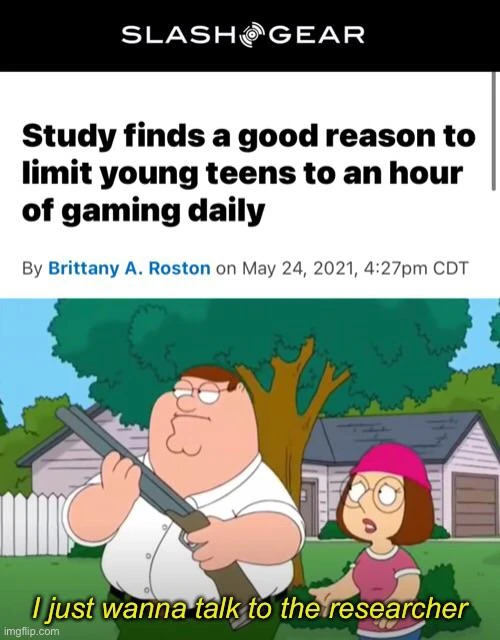 SLASHGEAR
Study finds a good reason to
limit young teens to an hour
of gaming daily
By Brittany A. Roston on May 24, 2021, 4:27pm CDT
I just wanna talk to the researcher
imgflip.com